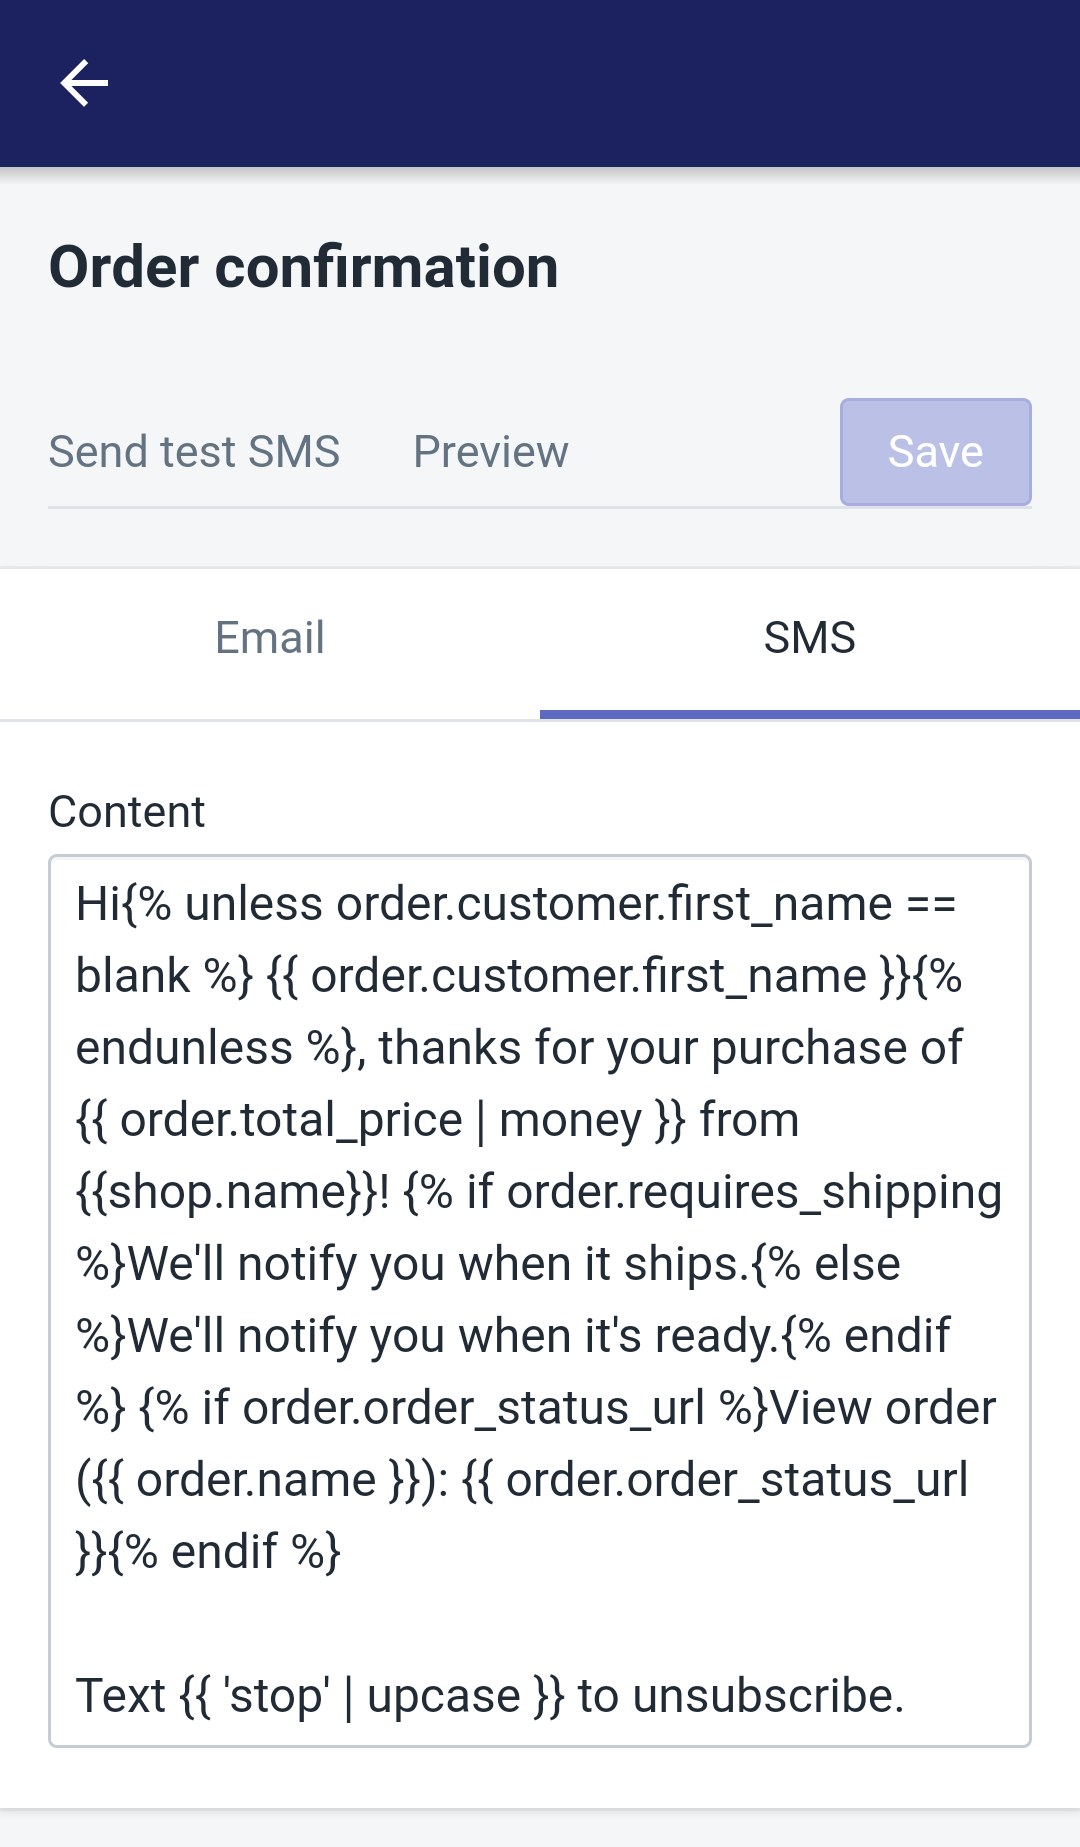 Order confirmation
Send test SMS Preview Save
Email SMS
Content
Hi{% unless order.customer.first_name ==
blank %} {{ order.customer.first_name }}{%
endunless %}, thanks for your purchase of
{{ order.total_price | money }} from
{{shop.name}}! {% if order.requires_shipping
%}We'll notify you when it ships.{% else
%}We'll notify you when it's ready.{% endif
%} {% if order.order_status_url %}View order
({{ order.name }}): {{ order.order_status_url
}}{% endif %}
Text {{ 'stop' | upcase }} to unsubscribe.